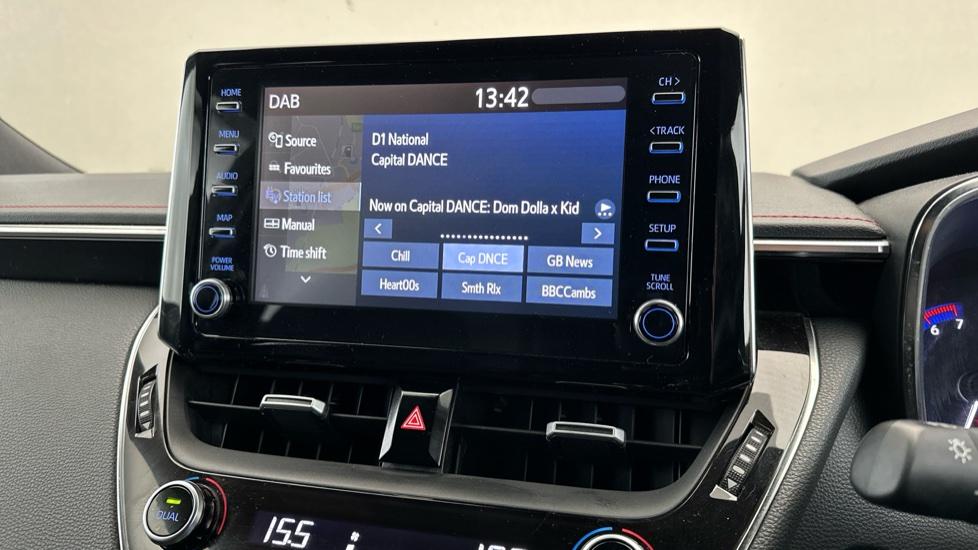 DAB
13:42
HOME
MENU
AUDIO
MAP
POWER
VOLUME
Source
Favourites
Station list
Manual
Time shift
D1 National
Capital DANCE
Now on Capital DANCE: Dom Dolla x Kid
<
>
Chill
Cap DNCE
GB News
Heart00s
Smth Rlx
BBCCambs
CH >
< TRACK
PHONE
SETUP
TUNE
SCROLL
6 7
DUAL
15.5